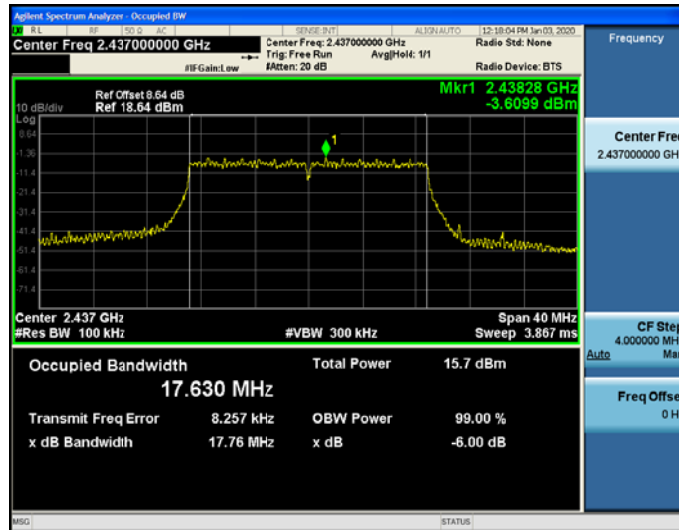 Agilent Spectrum Analyzer - Occupied BW
RL RF 50 Ω AC SENSE:INT ALIGN AUTO 12:18:04 PM Jan 03, 2020
Center Freq 2.437000000 GHz Center Freq: 2.437000000 GHz Radio Std: None
Trig: Free Run Avg|Hold: 1/1
#IFGain:Low #Atten: 20 dB Radio Device: BTS
Ref Offset 8.64 dB Mkr1 2.43828 GHz
10 dB/div Ref 18.64 dBm -3.6099 dBm
Log
8.64
-1.36
-11.4
-21.4
-31.4
-41.4
-51.4
-61.4
-71.4
1
Center 2.437 GHz Span 40 MHz
#Res BW 100 kHz #VBW 300 kHz Sweep 3.867 ms
Occupied Bandwidth Total Power 15.7 dBm
17.630 MHz
Transmit Freq Error 8.257 kHz OBW Power 99.00 %
x dB Bandwidth 17.76 MHz x dB -6.00 dB
MSG STATUS
Frequency
Center Fre
2.437000000 GH
CF Step
4.000000 MH
Auto Ma
Freq Offse
0 H